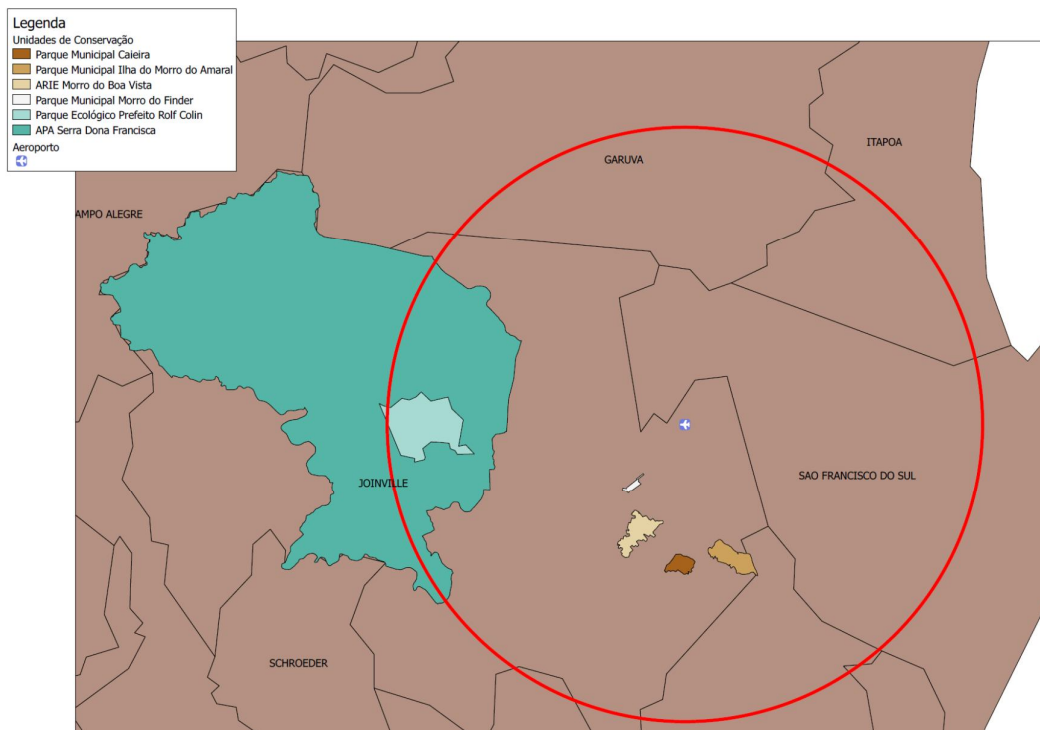 Legenda
Unidades de Conservação
Parque Municipal Caieira
Parque Municipal Ilha do Morro do Amaral
ARIE Morro do Boa Vista
Parque Municipal Morro do Finder
Parque Ecológico Prefeito Rolf Colin
APA Serra Dona Francisca
Aeroporto
ITAPOA
GARUVA
AMPO ALEGRE
SAO FRANCISCO DO SUL
JOINVILLE
SCHROEDER